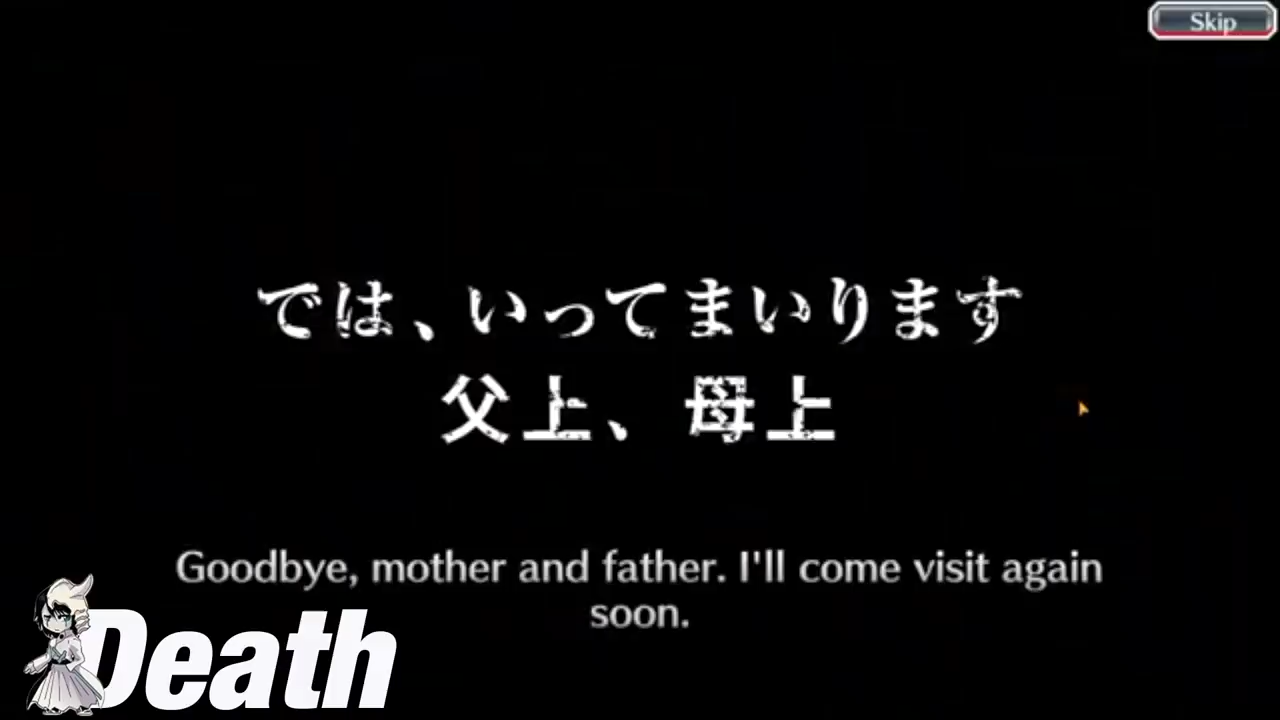 Skip
では、いってまいります
父上、母上
Goodbye, mother and father. I'll come visit again
soon.
Death